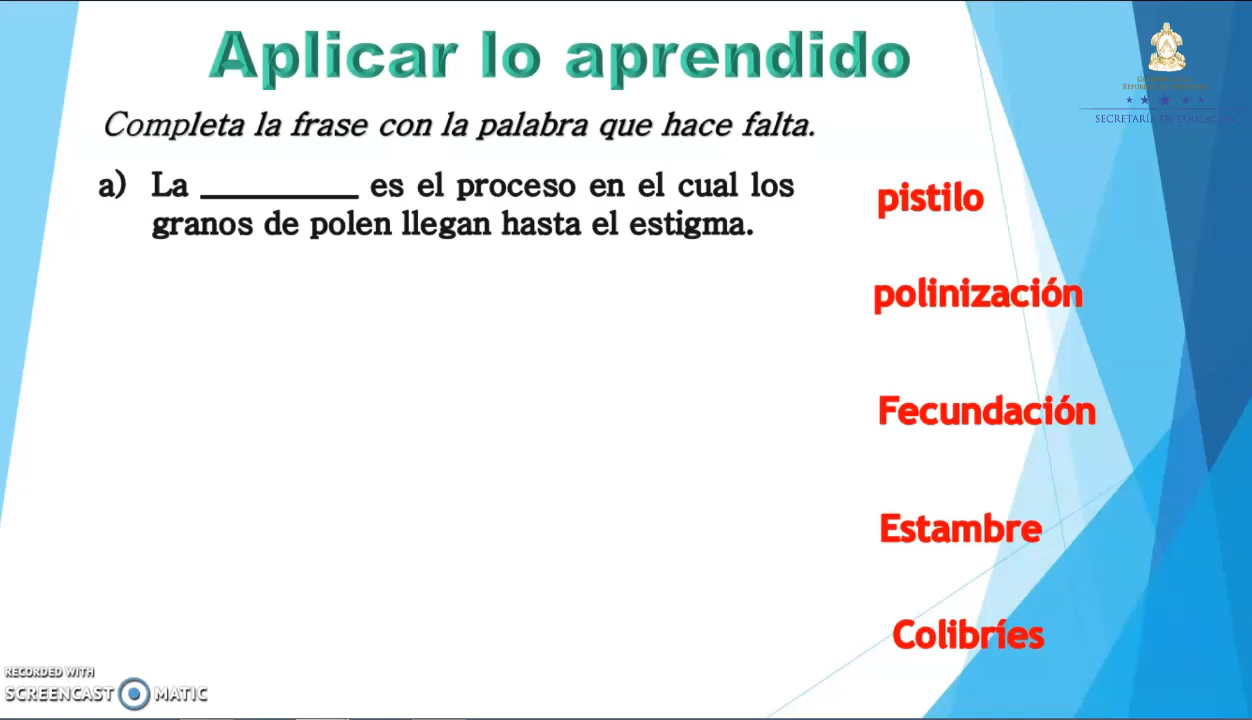 Aplicar lo aprendido
Completa la frase con la palabra que hace falta.
a) La __________ es el proceso en el cual los
granos de polen llegan hasta el estigma.
pistilo
polinización
Fecundación
Estambre
Colibríes
SECRETARÍA DE EDUCACIÓN
RECORDED WITH
SCREENCAST MATIC